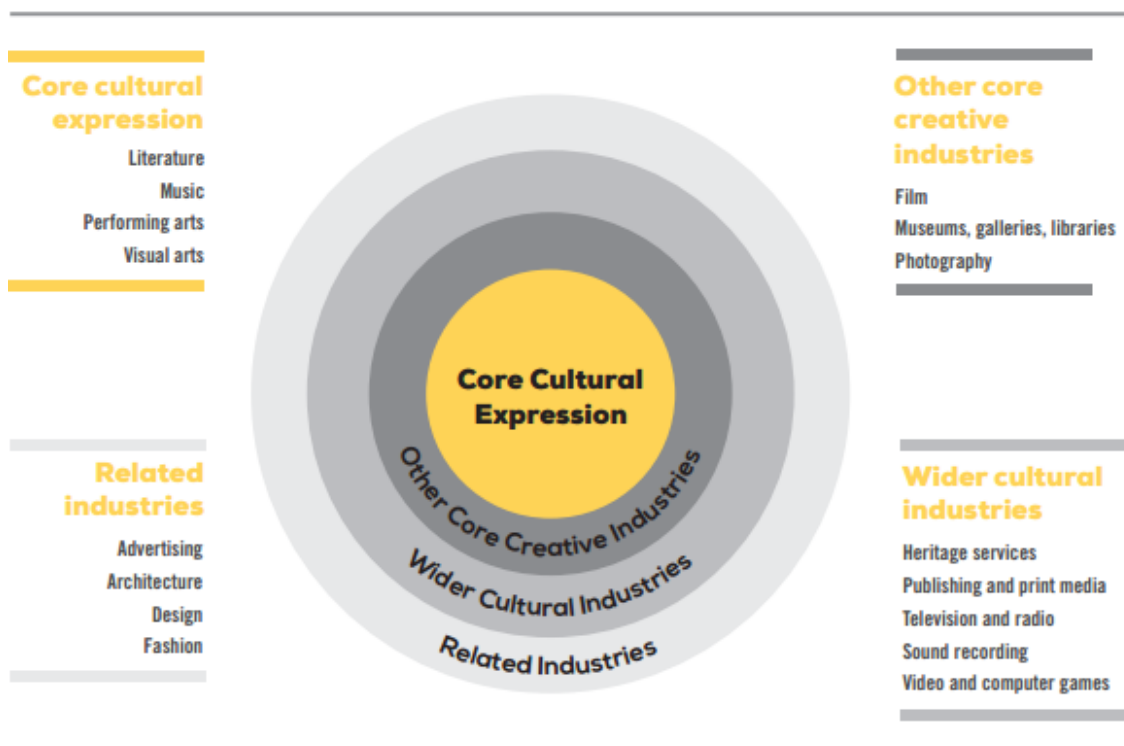 Core cultural
expression
Literature
Music
Performing arts
Visual arts
Other core
creative
industries
Film
Museums, galleries, libraries
Photography
Core Cultural
Expression
Other Core Creative Industries
Wider Cultural Industries
Related Industries
Related
industries
Advertising
Architecture
Design
Fashion
Wider cultural
industries
Heritage services
Publishing and print media
Television and radio
Sound recording
Video and computer games